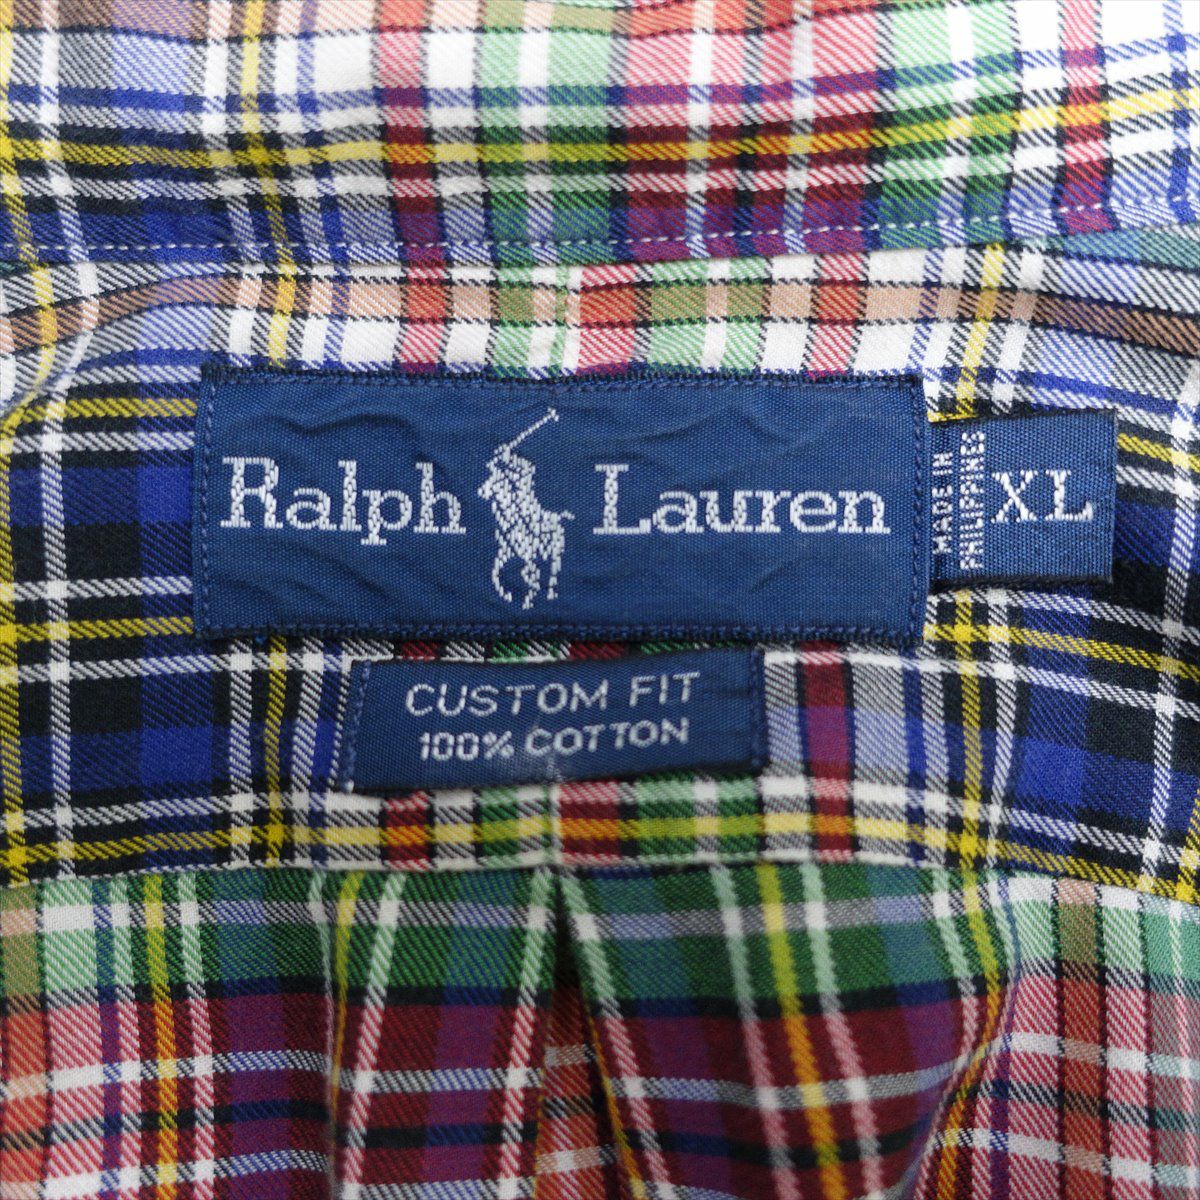 Ralph Lauren
MADE IN
PHILIPPINES
XL
CUSTOM FIT
100% COTTON